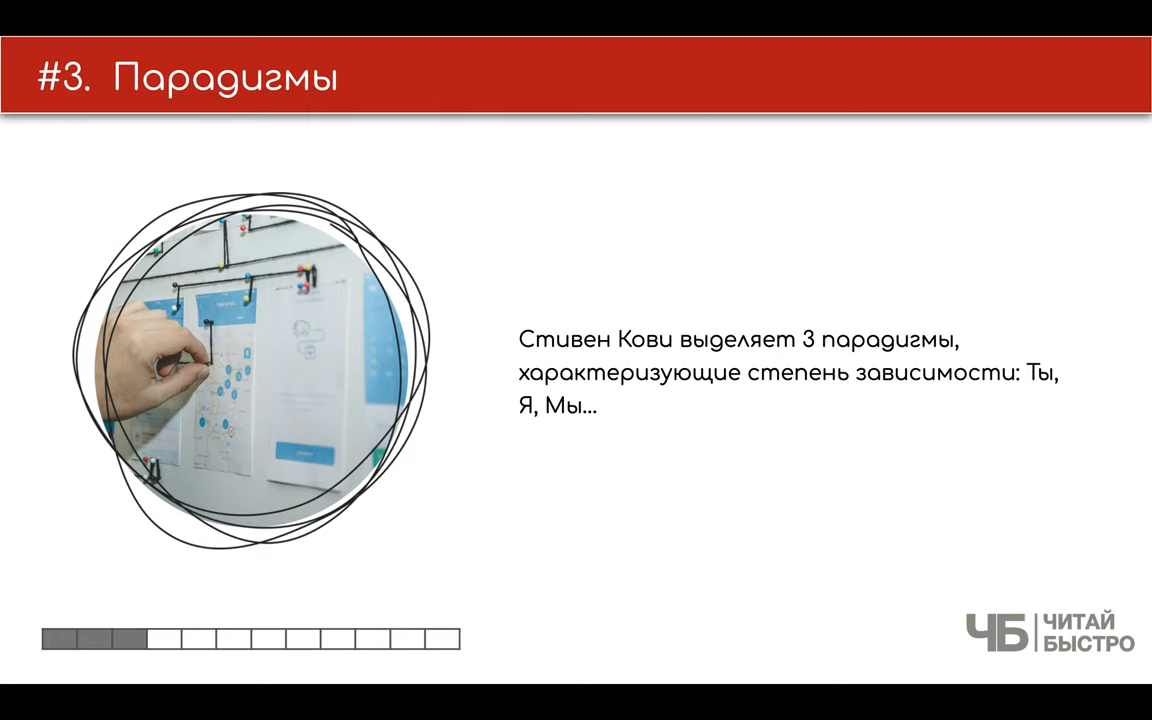 #3. Парадигмы
Стивен Кови выделяет 3 парадигмы,
характеризующие степень зависимости: Ты,
Я, Мы...
ЧБ
ЧИТАЙ
БЫСТРО